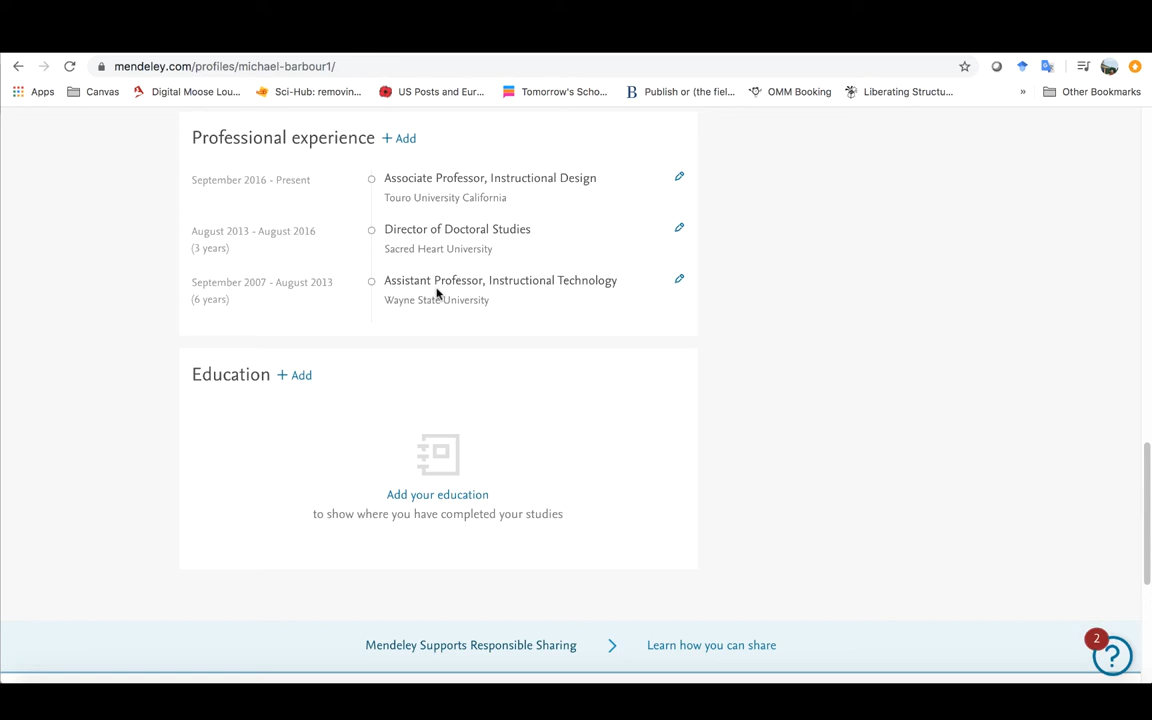 mendeley.com/profiles/michael-barbour1/
Apps Canvas Digital Moose Lou... Sci-Hub: removin... US Posts and Eur... Tomorrow's Scho... B Publish or (the fiel... OMM Booking Liberating Structu... » Other Bookmarks
Professional experience + Add
September 2016 - Present Associate Professor, Instructional Design
Touro University California
August 2013 - August 2016 Director of Doctoral Studies
(3 years) Sacred Heart University
September 2007 - August 2013 Assistant Professor, Instructional Technology
(6 years) Wayne State University
Education + Add
Add your education
to show where you have completed your studies
Mendeley Supports Responsible Sharing Learn how you can share
2
?